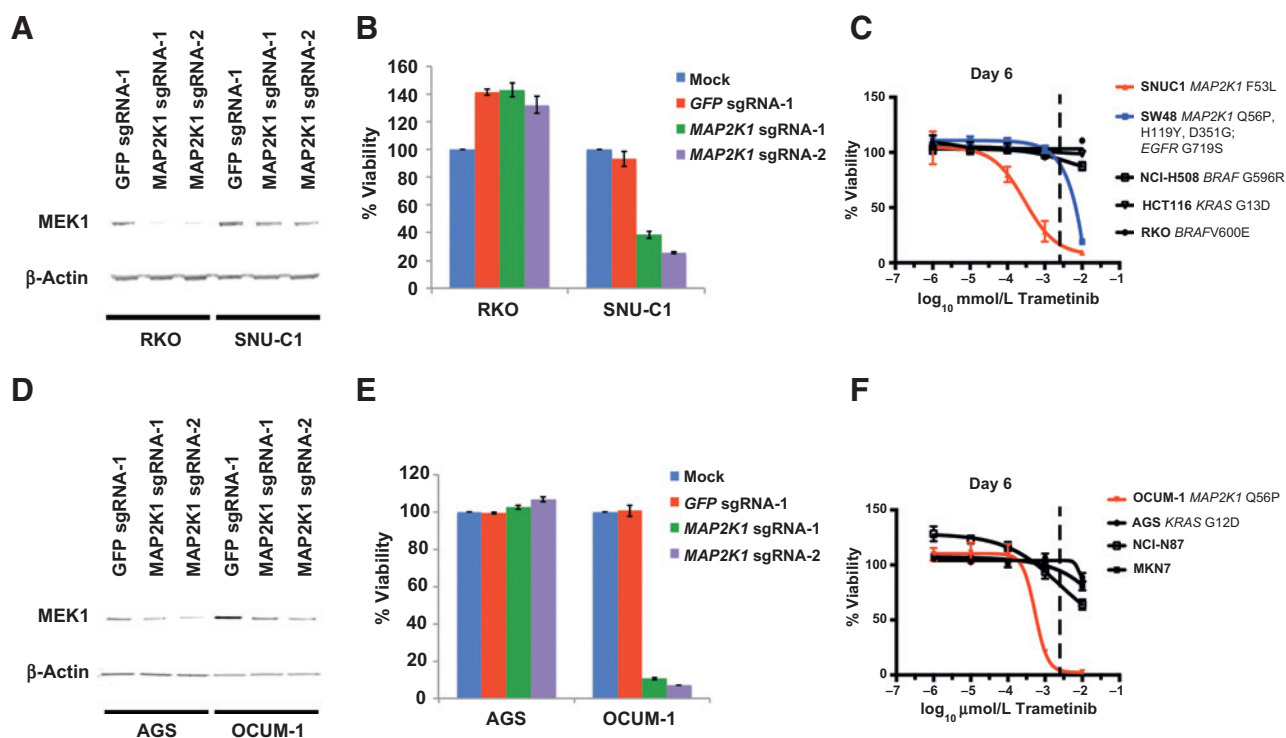 A
GFP sgRNA-1
MAP2K1 sgRNA-1
MAP2K1 sgRNA-2
GFP sgRNA-1
MAP2K1 sgRNA-1
MAP2K1 sgRNA-2
MEK1
β-Actin
RKO
SNU-C1
B
160
140
120
100
80
60
40
20
0
% Viability
RKO
SNU-C1
Mock
GFP sgRNA-1
MAP2K1 sgRNA-1
MAP2K1 sgRNA-2
C
Day 6
150
100
50
0
% Viability
–7 –6 –5 –4 –3 –2 –1
log10 mmol/L Trametinib
SNUC1 MAP2K1 F53L
SW48 MAP2K1 Q56P,
H119Y, D351G;
EGFR G719S
NCI-H508 BRAF G596R
HCT116 KRAS G13D
RKO BRAFV600E
D
GFP sgRNA-1
MAP2K1 sgRNA-1
MAP2K1 sgRNA-2
GFP sgRNA-1
MAP2K1 sgRNA-1
MAP2K1 sgRNA-2
MEK1
β-Actin
AGS
OCUM-1
E
120
100
80
60
40
20
0
% Viability
AGS
OCUM-1
Mock
GFP sgRNA-1
MAP2K1 sgRNA-1
MAP2K1 sgRNA-2
F
Day 6
150
100
50
0
% Viability
–7 –6 –5 –4 –3 –2 –1
log10 μmol/L Trametinib
OCUM-1 MAP2K1 Q56P
AGS KRAS G12D
NCI-N87
MKN7